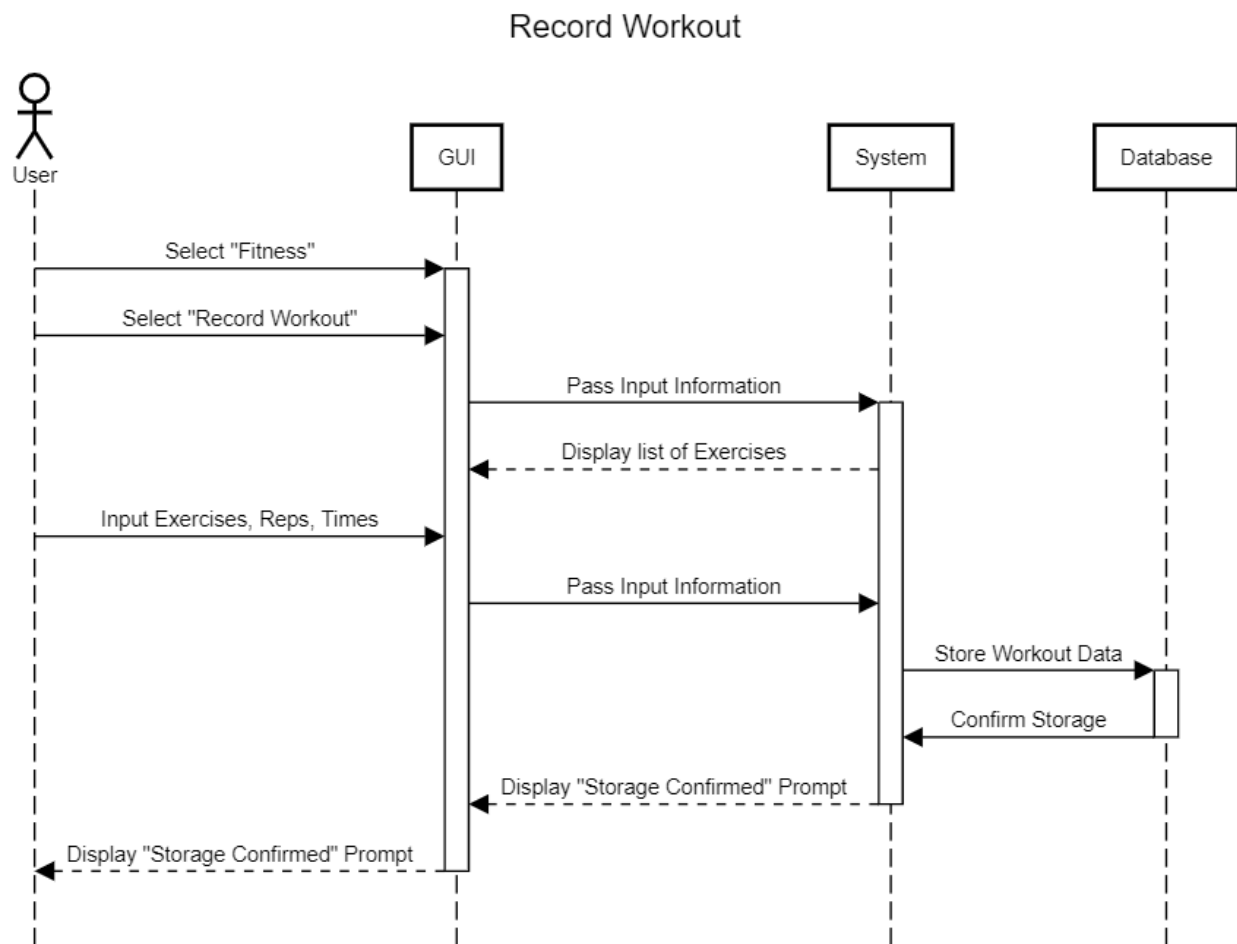 Record Workout
User
GUI
System
Database
Select "Fitness"
Select "Record Workout"
Pass Input Information
Display list of Exercises
Input Exercises, Reps, Times
Pass Input Information
Store Workout Data
Confirm Storage
Display "Storage Confirmed" Prompt
Display "Storage Confirmed" Prompt